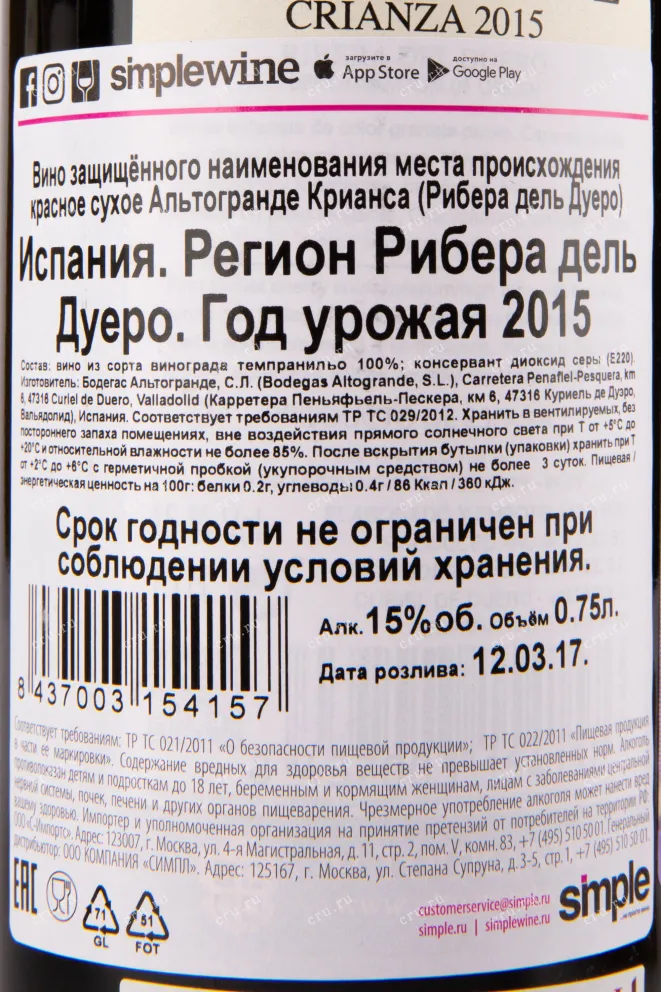 CRIANZA 2015
simplewine загрузите в App Store доступно на Google Play
Вино защищённого наименования места происхождения
красное сухое Альтогранде Крианса (Рибера дель Дуеро)
Испания. Регион Рибера дель
Дуеро. Год урожая 2015
Состав: вино из сорта винограда темпранильо 100%; консервант диоксид серы (Е220).
Изготовитель: Бодегас Альтогранде, С.Л. (Bodegas Altogrande, S.L.), Carretera Penafiel-Pesquera, km
6, 47316 Curiel de Duero, Valladolid (Карретера Пеньяфьель-Пескера, км 6, 47316 Куриель де Дуэро,
Вальядолид), Испания. Соответствует требованиям ТР ТС 029/2012. Хранить в вентилируемых, без
постороннего запаха помещениях, вне воздействия прямого солнечного света при Т от +5°С до
+20°С и относительной влажности не более 85%. После вскрытия бутылки (упаковки) хранить при Т
от +2°С до +6°С с герметичной пробкой (укупорочным средством) не более 3 суток. Пищевая /
энергетическая ценность на 100г: белки 0.2г, углеводы 0.4г / 86 Ккал / 360 кДж.
Срок годности не ограничен при
соблюдении условий хранения.
Алк. 15% об. Объём 0.75л.
Дата розлива: 12.03.17.
8 437003 154157
Соответствует требованиям: ТР ТС 021/2011 «О безопасности пищевой продукции»; ТР ТС 022/2011 «Пищевая продукция
в части ее маркировки». Содержание вредных для здоровья веществ не превышает установленных норм. Алкоголь
противопоказан детям и подросткам до 18 лет, беременным и кормящим женщинам, лицам с заболеваниями центральной
нервной системы, почек, печени и других органов пищеварения. Чрезмерное употребление алкоголя может нанести вред
вашему здоровью. Импортер и уполномоченная организация на принятие претензий от потребителей на территории РФ:
ООО «С-Импорт». Адрес: 123007, г. Москва, ул. 4-я Магистральная, д. 11, стр. 2, пом. V, комн. 83, +7 (495) 510 50 01. Генеральный
дистрибьютор: ООО КОМПАНИЯ «СИМПЛ». Адрес: 125167, г. Москва, ул. Степана Супруна, д. 3-5, стр. 1, +7 (495) 510 50 01.
EAC
71
GL
51
FOT
customerservice@simple.ru
simple.ru | simplewine.ru
simple
...не просто вино